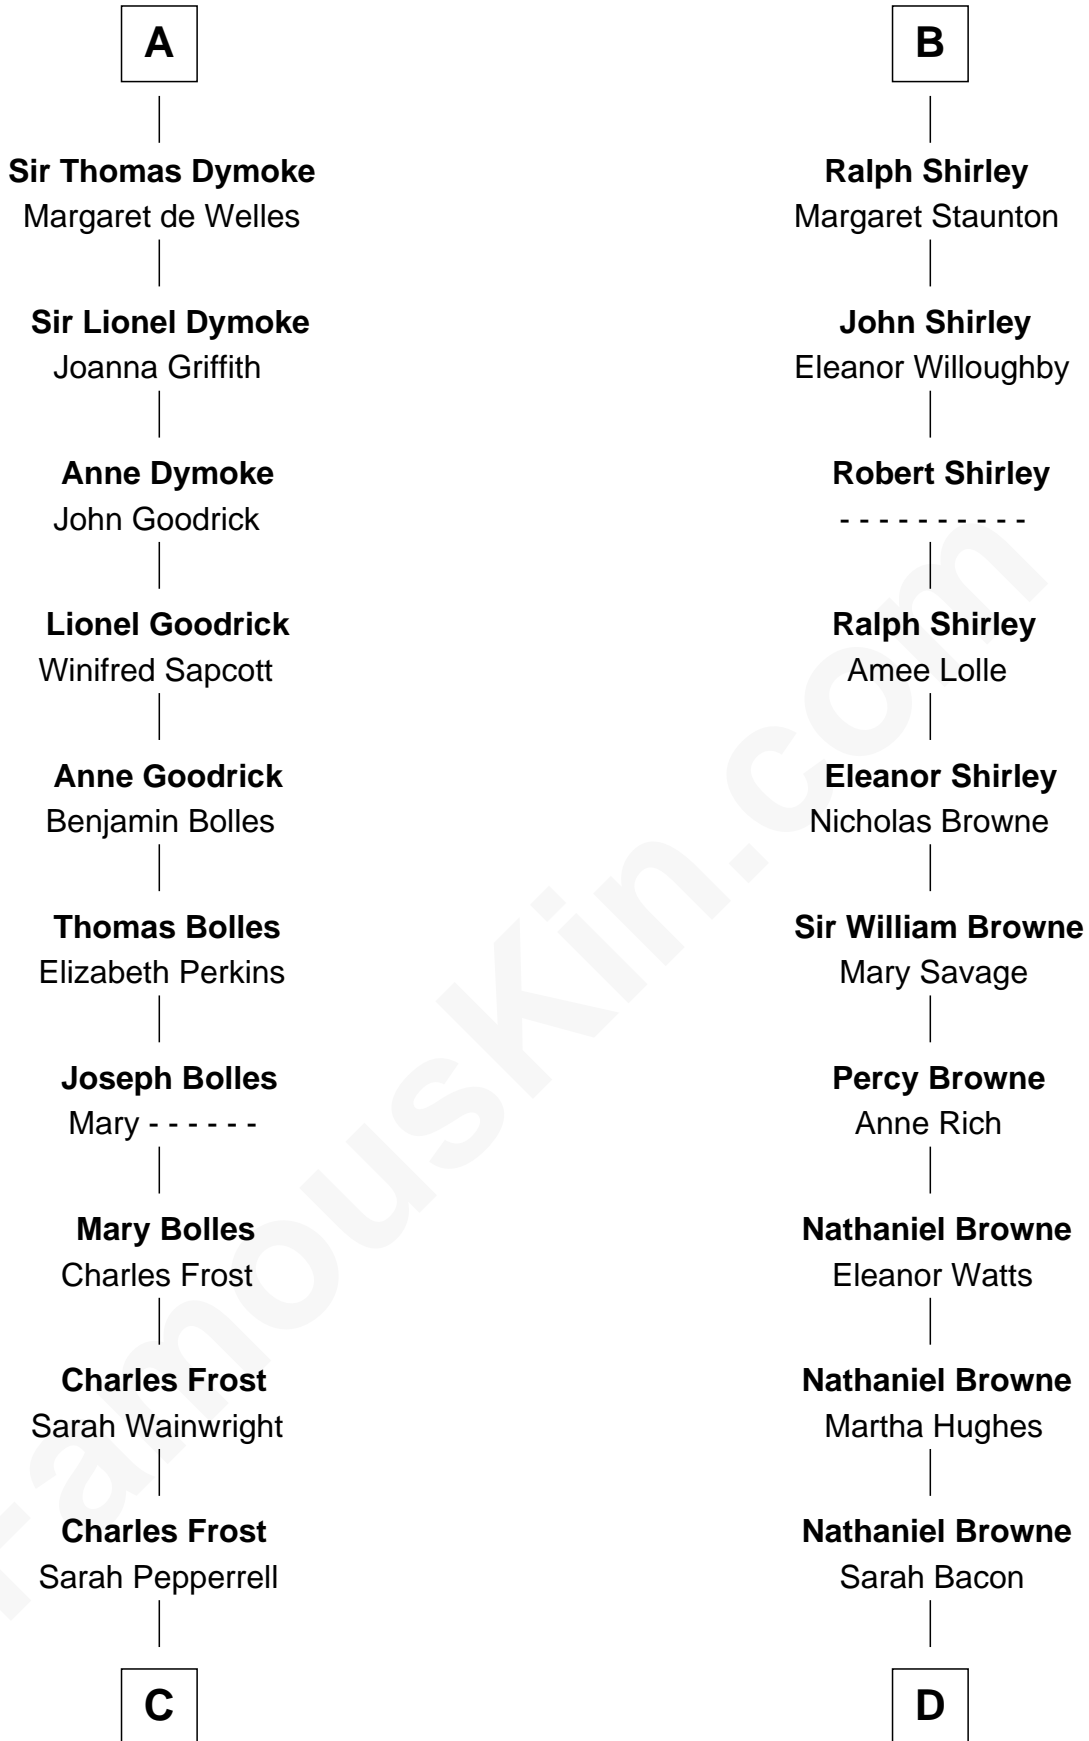 A
Sir Thomas Dymoke
Margaret de Welles
Sir Lionel Dymoke
Joanna Griffith
Anne Dymoke
John Goodrick
Lionel Goodrick
Winifred Sapcott
Anne Goodrick
Benjamin Bolles
Thomas Bolles
Elizabeth Perkins
Joseph Bolles
Mary - - - - - -
Mary Bolles
Charles Frost
Charles Frost
Sarah Wainwright
Charles Frost
Sarah Pepperrell
C
B
Ralph Shirley
Margaret Staunton
John Shirley
Eleanor Willoughby
Robert Shirley
- - - - - - - - - -
Ralph Shirley
Amee Lolle
Eleanor Shirley
Nicholas Browne
Sir William Browne
Mary Savage
Percy Browne
Anne Rich
Nathaniel Browne
Eleanor Watts
Nathaniel Browne
Martha Hughes
Nathaniel Browne
Sarah Bacon
D
FamousKin.com